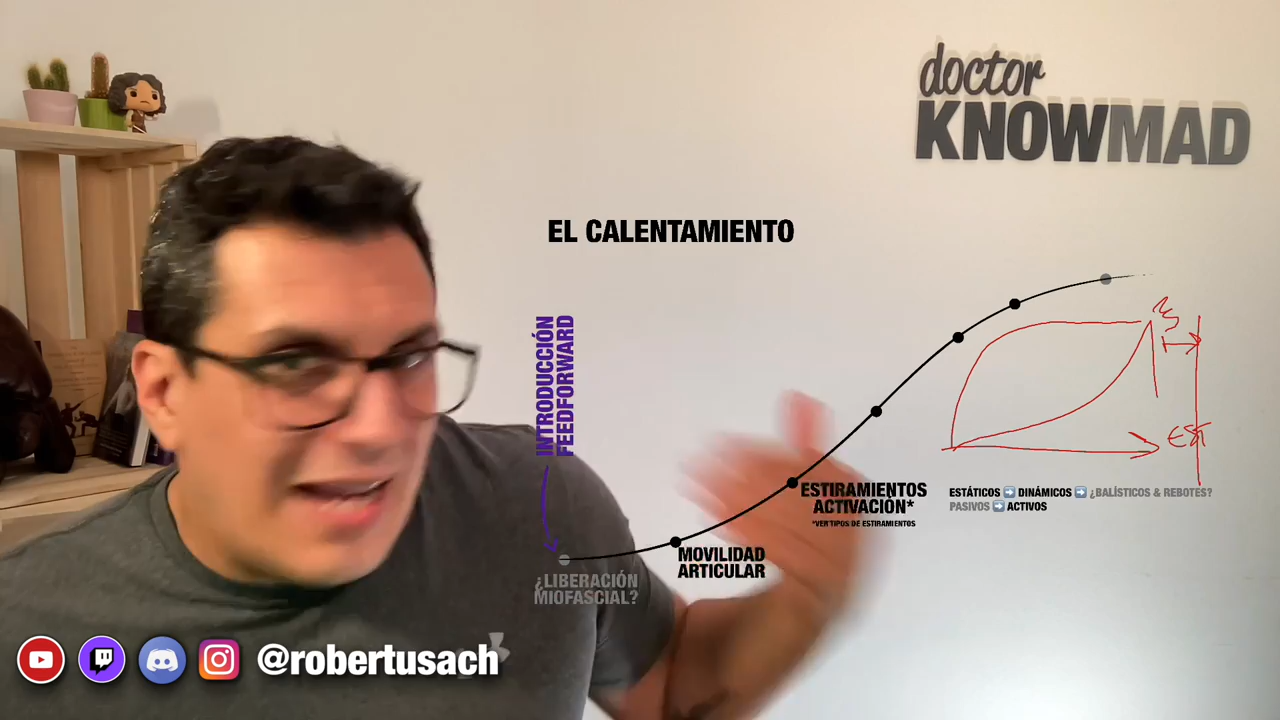 doctor
KNOWMAD
EL CALENTAMIENTO
INTRODUCCIÓN
FEEDFORWARD
ESTIRAMIENTOS
ACTIVACIÓN*
*VER TIPOS DE ESTIRAMIENTOS
ESTÁTICOS ➡️ DINÁMICOS ➡️ ¿BALÍSTICOS & REBOTES?
PASIVOS ➡️ ACTIVOS
EST
MOVILIDAD
ARTICULAR
¿LIBERACIÓN
MIOFASCIAL?
@robertusach